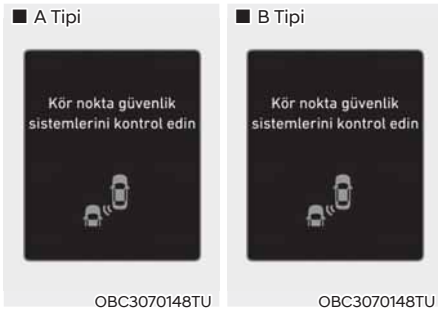 ■ A Tipi
Kör nokta güvenlik
sistemlerini kontrol edin
OBC3070148TU
■ B Tipi
Kör nokta güvenlik
sistemlerini kontrol edin
OBC3070148TU